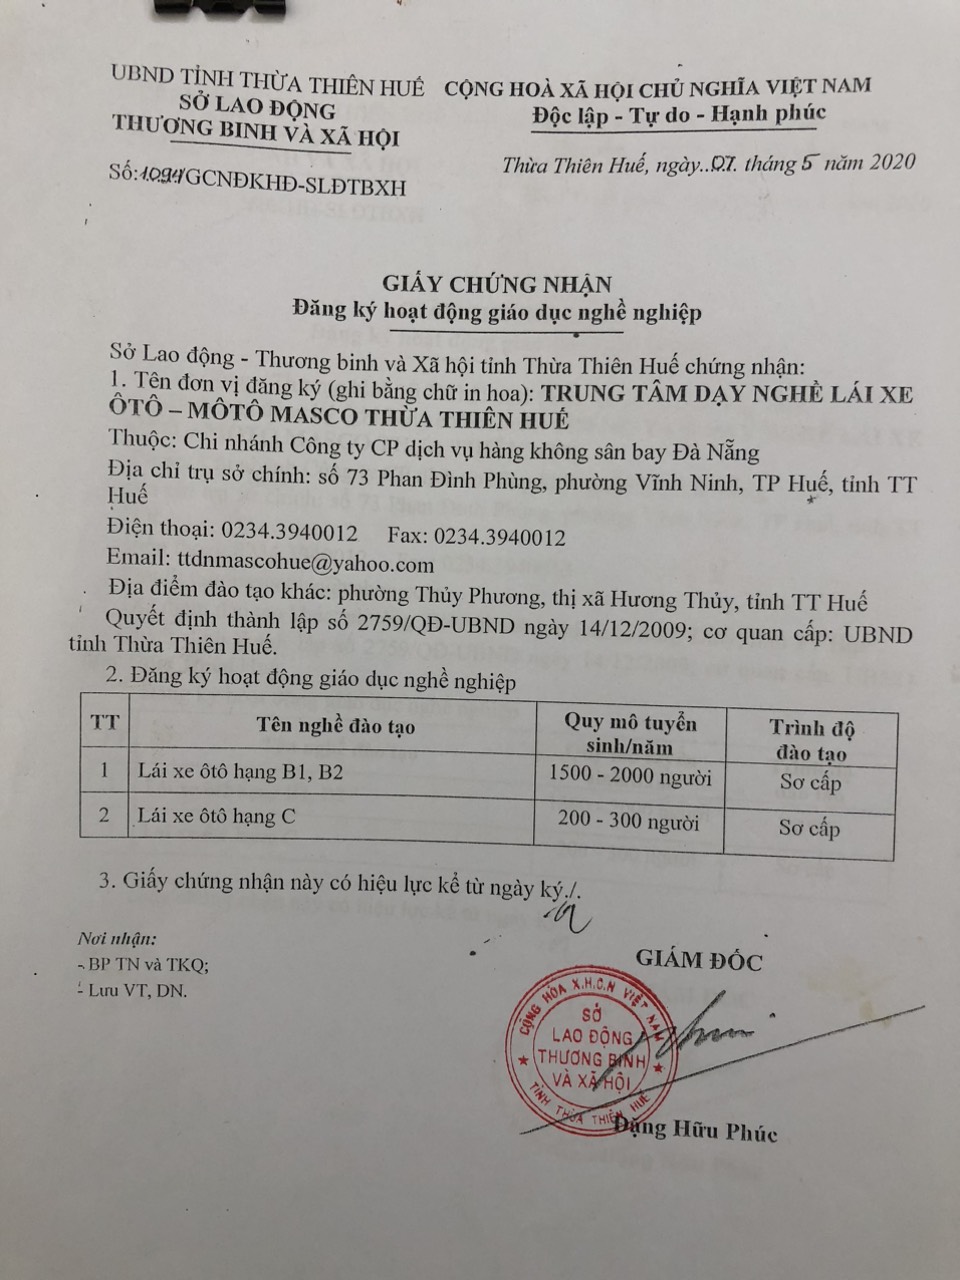 UBND TỈNH THỪA THIÊN HUẾ
SỞ LAO ĐỘNG
THƯƠNG BINH VÀ XÃ HỘI
Số:1094/GCNĐKHĐ-SLĐTBXH
CỘNG HOÀ XÃ HỘI CHỦ NGHĨA VIỆT NAM
Độc lập - Tự do - Hạnh phúc
Thừa Thiên Huế, ngày..07. tháng 5 năm 2020
GIẤY CHỨNG NHẬN
Đăng ký hoạt động giáo dục nghề nghiệp
Sở Lao động - Thương binh và Xã hội tỉnh Thừa Thiên Huế chứng nhận:
1. Tên đơn vị đăng ký (ghi bằng chữ in hoa): TRUNG TÂM DẠY NGHỀ LÁI XE
ÔTÔ – MÔTÔ MASCO THỪA THIÊN HUẾ
Thuộc: Chi nhánh Công ty CP dịch vụ hàng không sân bay Đà Nẵng
Địa chỉ trụ sở chính: số 73 Phan Đình Phùng, phường Vĩnh Ninh, TP Huế, tỉnh TT
Huế
Điện thoại: 0234.3940012 Fax: 0234.3940012
Email: ttdnmascohue@yahoo.com
Địa điểm đào tạo khác: phường Thủy Phương, thị xã Hương Thủy, tỉnh TT Huế
Quyết định thành lập số 2759/QĐ-UBND ngày 14/12/2009; cơ quan cấp: UBND
tỉnh Thừa Thiên Huế.
2. Đăng ký hoạt động giáo dục nghề nghiệp
TT Tên nghề đào tạo Quy mô tuyển sinh/năm Trình độ đào tạo
1 Lái xe ôtô hạng B1, B2 1500 - 2000 người Sơ cấp
2 Lái xe ôtô hạng C 200 - 300 người Sơ cấp
3. Giấy chứng nhận này có hiệu lực kể từ ngày ký./.
Nơi nhận:
- BP TN và TKQ;
- Lưu VT, DN.
GIÁM ĐỐC
CỘNG HÒA X.H.C.N VIỆT NAM
SỞ
LAO ĐỘNG
THƯƠNG BINH
VÀ XÃ HỘI
TỈNH THỪA THIÊN HUẾ
Đặng Hữu Phúc